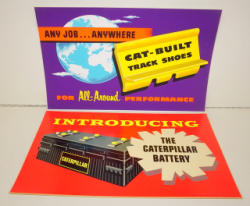 ANY JOB...ANYWHERE
CAT-BUILT
TRACK SHOES
FOR All-Around PERFORMANCE
INTRODUCING
THE
CATERPILLAR
BATTERY
CATERPILLAR